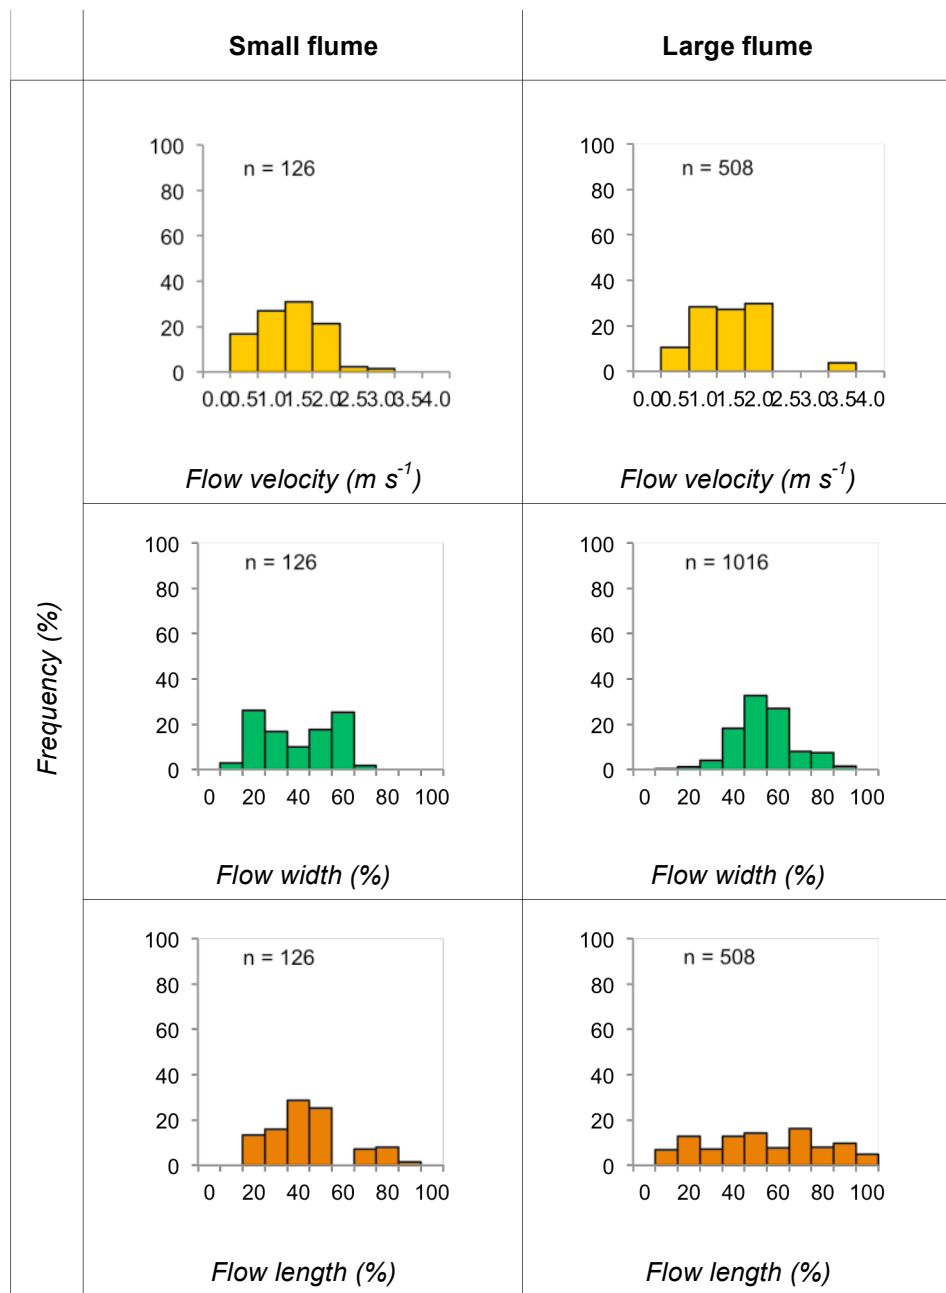 Small flume Large flume
Frequency (%)
100
80
60
40
20
0
n = 126
0.00.51.01.52.02.53.03.54.0
Flow velocity (m s-1)
100
80
60
40
20
0
n = 508
0.00.51.01.52.02.53.03.54.0
Flow velocity (m s-1)
100
80
60
40
20
0
n = 126
0 20 40 60 80 100
Flow width (%)
100
80
60
40
20
0
n = 1016
0 20 40 60 80 100
Flow width (%)
100
80
60
40
20
0
n = 126
0 20 40 60 80 100
Flow length (%)
100
80
60
40
20
0
n = 508
0 20 40 60 80 100
Flow length (%)